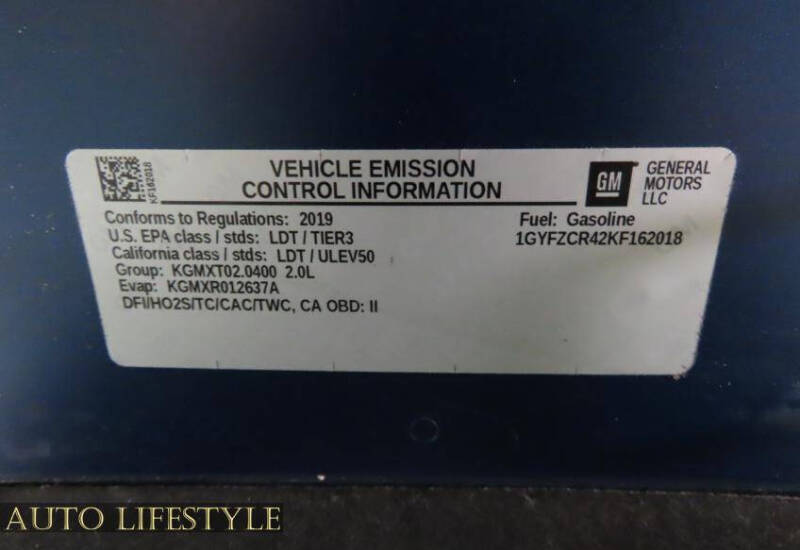 VEHICLE EMISSION
CONTROL INFORMATION
KF162018
GM
GENERAL
MOTORS
LLC
Conforms to Regulations: 2019
U.S. EPA class / stds: LDT / TIER3
California class / stds: LDT / ULEV50
Group: KGMXT02.0400 2.0L
Evap: KGMXR012637A
DFI/HO2S/TC/CAC/TWC, CA OBD: II
Fuel: Gasoline
1GYFZCR42KF162018
AUTO LIFESTYLE